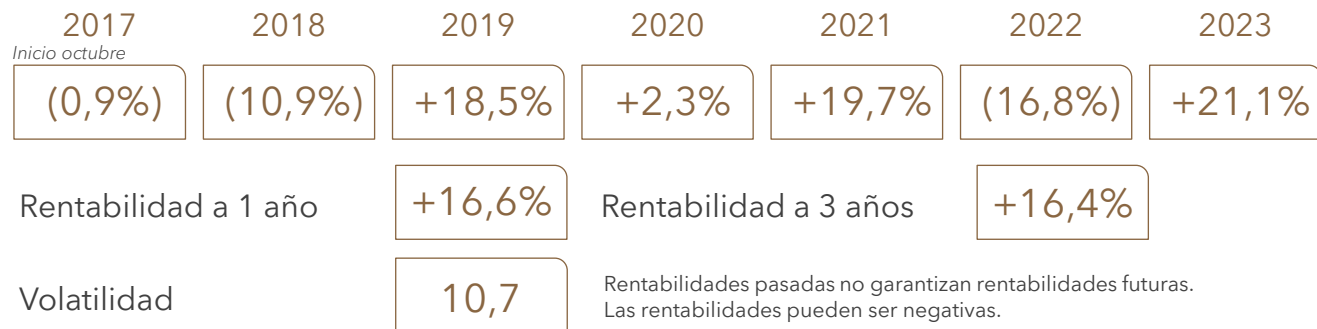 2017 2018 2019 2020 2021 2022 2023
Inicio octubre
(0,9%) (10,9%) +18,5% +2,3% +19,7% (16,8%) +21,1%
Rentabilidad a 1 año +16,6% Rentabilidad a 3 años +16,4%
Volatilidad 10,7
Rentabilidades pasadas no garantizan rentabilidades futuras.
Las rentabilidades pueden ser negativas.